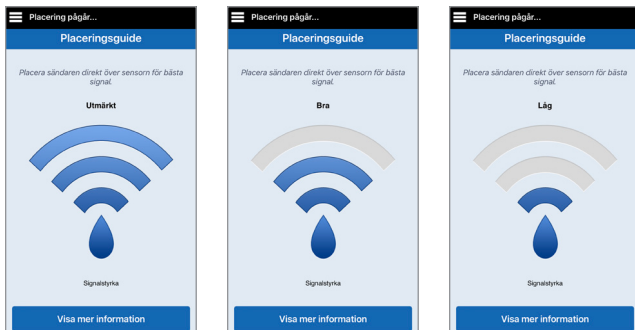 Placering pågår...
Placeringsguide
Placera sändaren direkt över sensorn för bästa
signal.
Utmärkt
Signalstyrka
Visa mer information
Placering pågår...
Placeringsguide
Placera sändaren direkt över sensorn för bästa
signal.
Bra
Signalstyrka
Visa mer information
Placering pågår...
Placeringsguide
Placera sändaren direkt över sensorn för bästa
signal.
Låg
Signalstyrka
Visa mer information